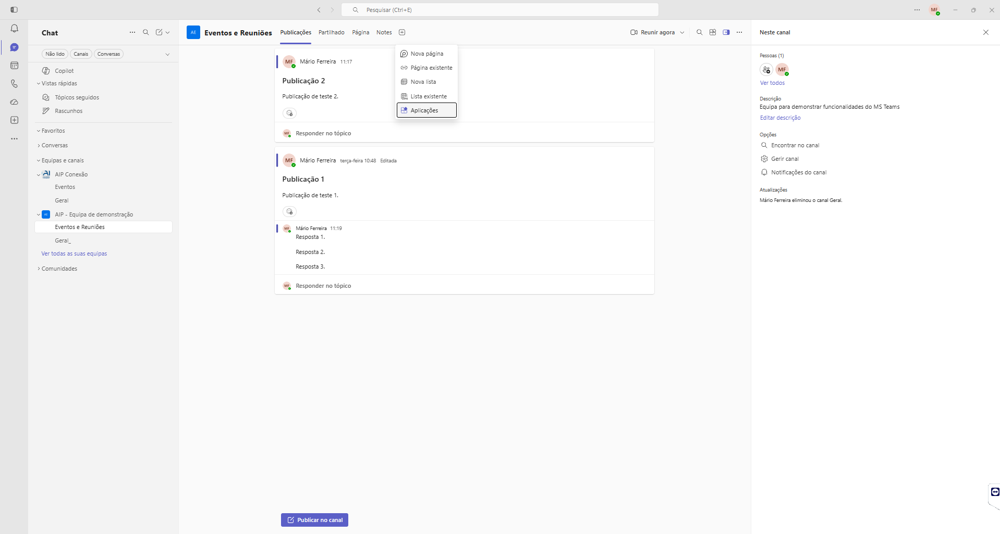 Pesquisar (Ctrl+E)
MF
Chat
Não lido
Canais
Conversas
Copilot
Vistas rápidas
Tópicos seguidos
Rascunhos
Favoritos
Conversas
Equipas e canais
AIP Conexão
Eventos
Geral
AE AIP - Equipa de demonstração
Eventos e Reuniões
Geral_
Ver todas as suas equipas
Comunidades
AE Eventos e Reuniões
Publicações
Partilhado
Página
Notes
Reunir agora
Nova página
Página existente
Nova lista
Lista existente
Aplicações
MF Mário Ferreira 11:17
Publicação 2
Publicação de teste 2.
MF Responder no tópico
MF Mário Ferreira terça-feira 10:48 Editada
Publicação 1
Publicação de teste 1.
MF Mário Ferreira 11:19
Resposta 1.
Resposta 2.
Resposta 3.
MF Responder no tópico
Publicar no canal
Neste canal
Pessoas (1)
MF
Ver todos
Descrição
Equipa para demonstrar funcionalidades do MS Teams
Editar descrição
Opções
Encontrar no canal
Gerir canal
Notificações do canal
Atualizações
Mário Ferreira eliminou o canal Geral.